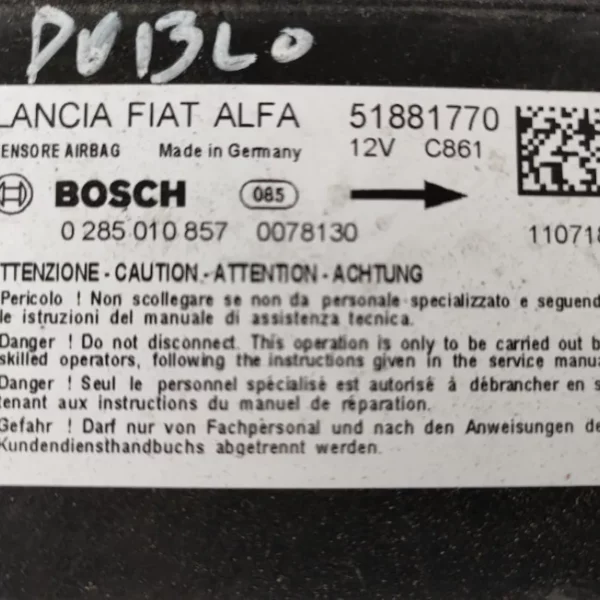 DV13L0
LANCIA FIAT ALFA 51881770
ENSORE AIRBAG Made in Germany 12V C861
BOSCH 085
0 285 010 857 0078130 110718
TTENZIONE - CAUTION - ATTENTION - ACHTUNG
Pericolo ! Non scollegare se non da personale specializzato e seguend
le istruzioni del manuale di assistenza tecnica.
Danger ! Do not disconnect. This operation is only to be carried out b
skilled operators, following the instructions given in the service manua
Danger ! Seul le personnel spécialisé est autorisé à débrancher en s
tenant aux instructions du manuel de réparation.
Gefahr ! Darf nur von Fachpersonal und nach den Anweisungen de
Kundendiensthandbuchs abgetrennt werden.